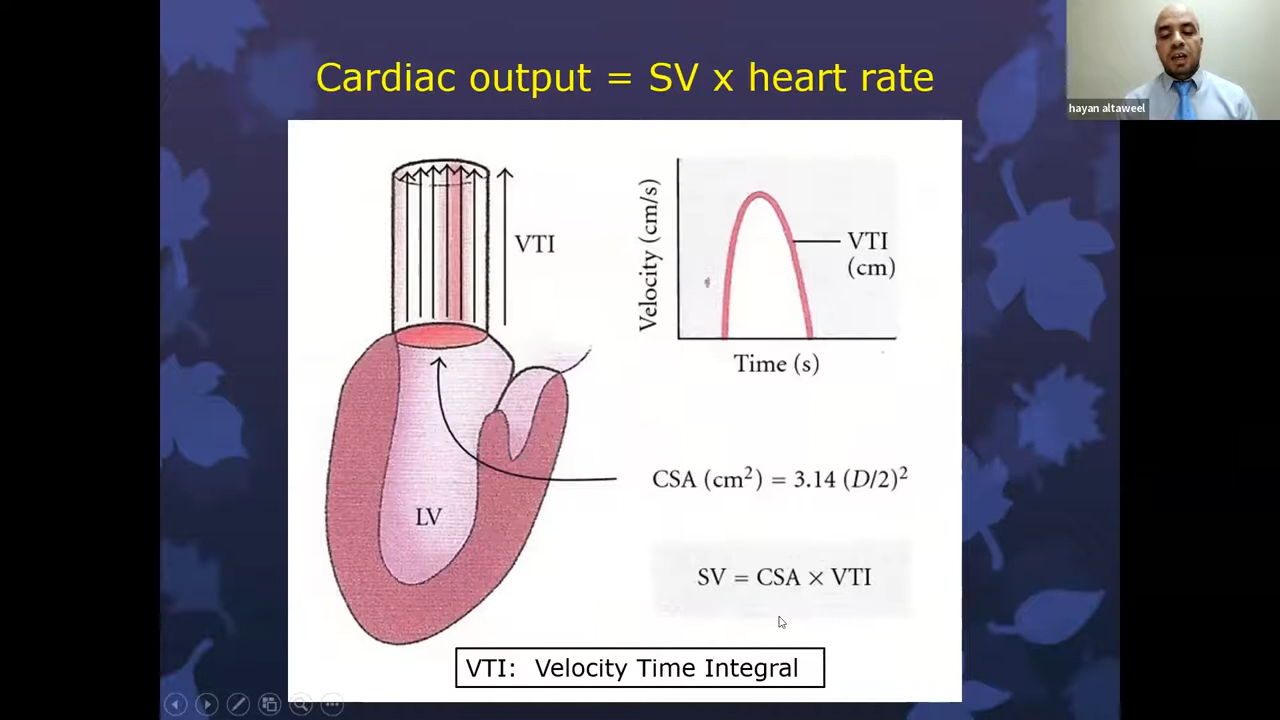 Cardiac output = SV x heart rate
hayan altaweel
VTI
Velocity (cm/s)
VTI
(cm)
Time (s)
CSA (cm²) = 3.14 (D/2)²
LV
SV = CSA × VTI
VTI: Velocity Time Integral